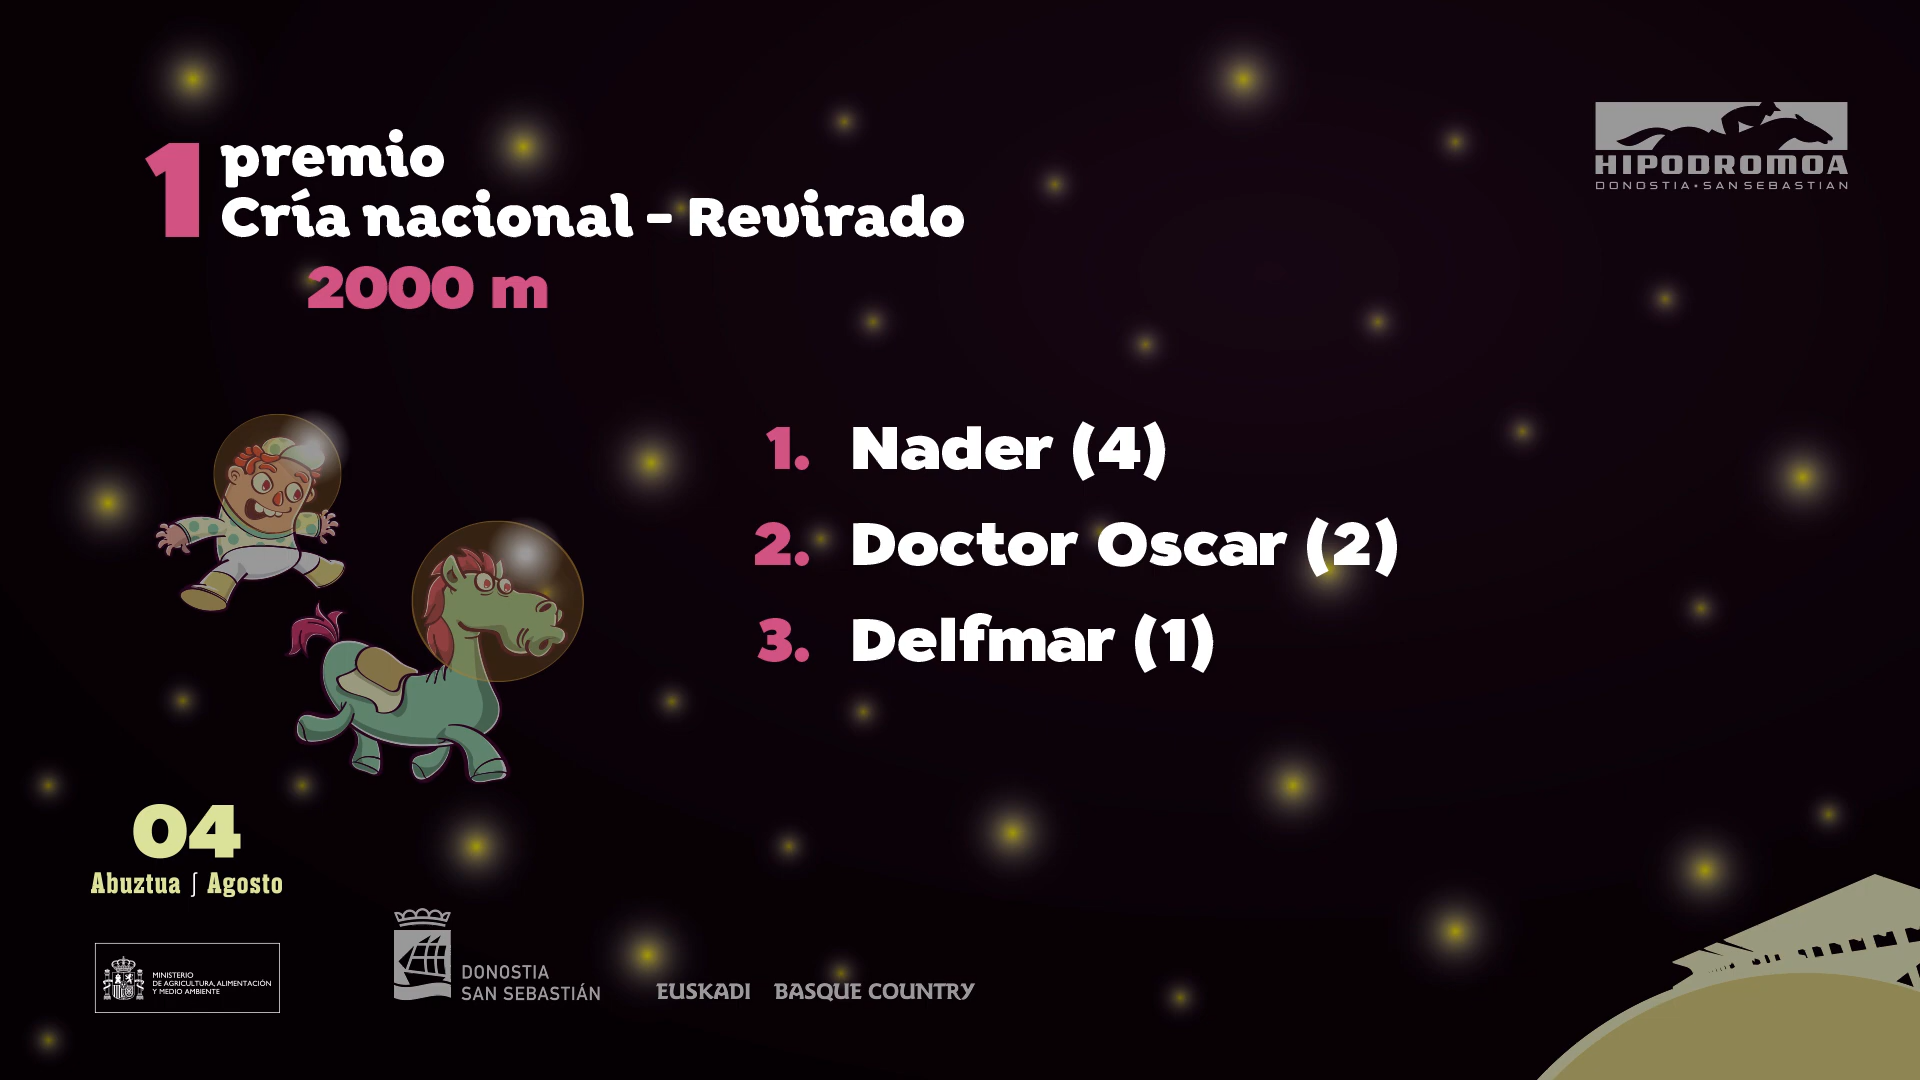 1 premio
Cría nacional - Revirado
2000 m
HIPODROMOA
DONOSTIA • SAN SEBASTIAN
1. Nader (4)
2. Doctor Oscar (2)
3. Delfmar (1)
04
Abuztua ∫ Agosto
MINISTERIO
DE AGRICULTURA, ALIMENTACIÓN
Y MEDIO AMBIENTE
DONOSTIA
SAN SEBASTIÁN
EUSKADI BASQUE COUNTRY